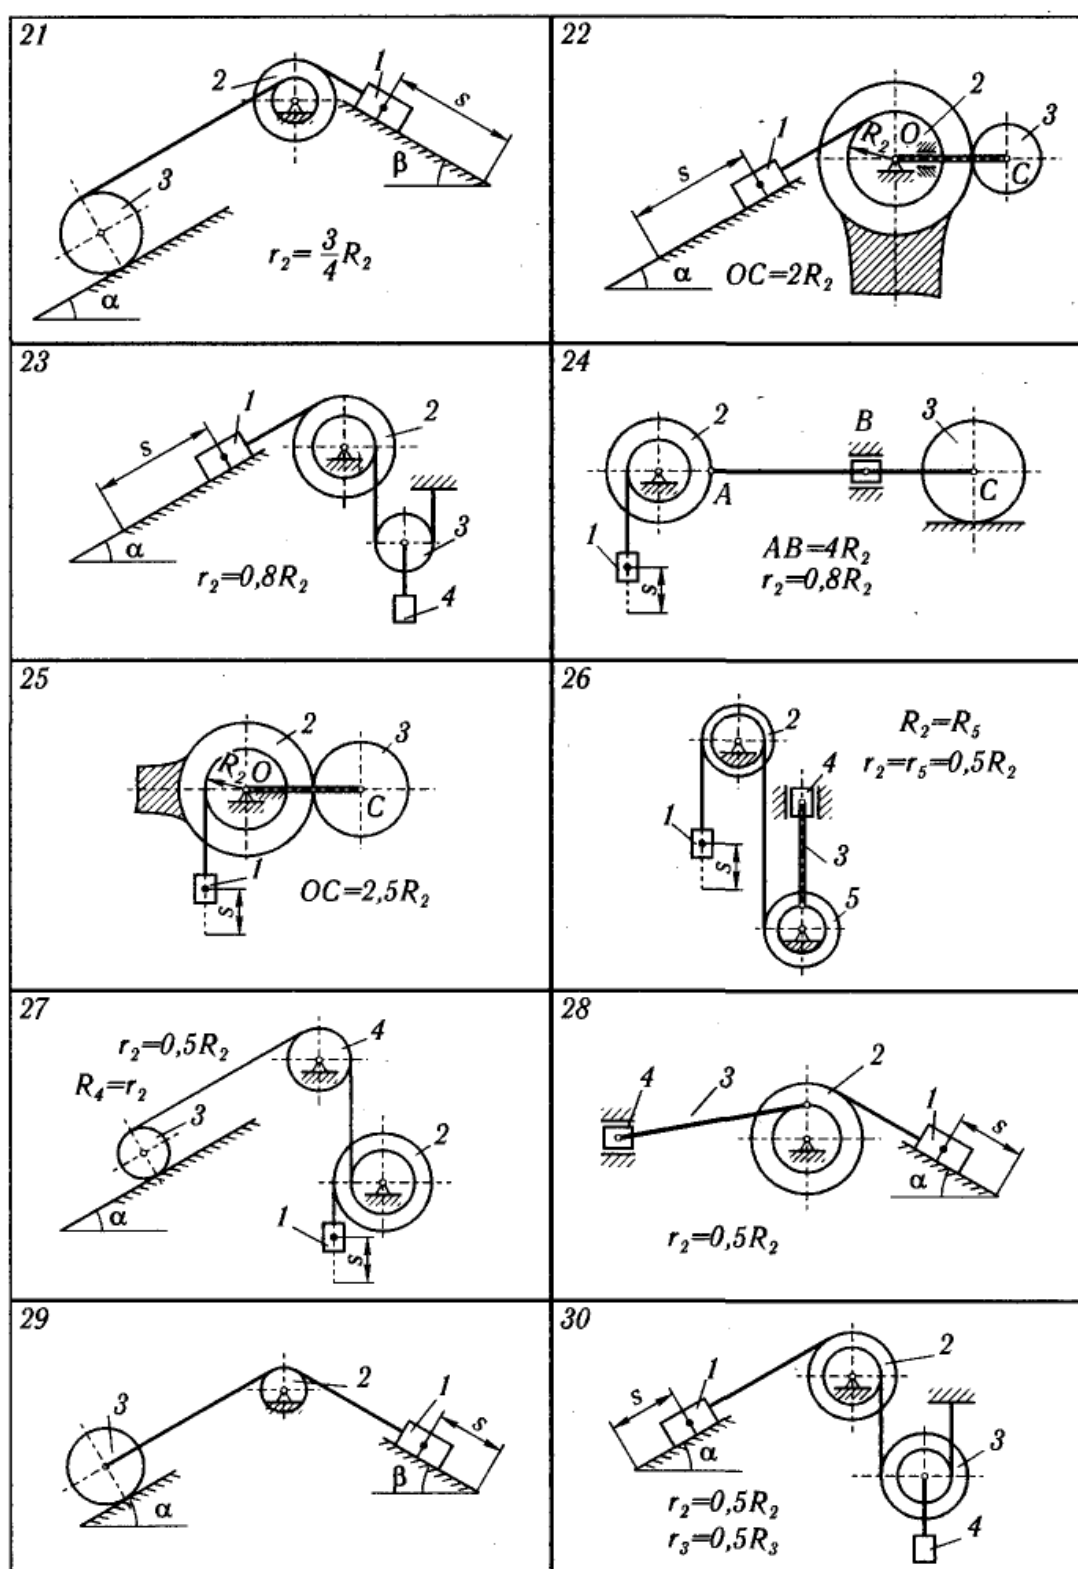 21
2
1
s
β
3
r₂=3/4R₂
α
22
2
3
O
R₂
1
s
C
α
OC=2R₂
23
1
s
2
α
3
r₂=0,8R₂
4
24
2
B
3
A
C
1
s
AB=4R₂
r₂=0,8R₂
25
2
3
R₂
O
C
1
s
OC=2,5R₂
26
2
R₂=R₅
r₂=r₅=0,5R₂
4
1
s
3
5
27
r₂=0,5R₂
4
R₄=r₂
3
2
α
1
s
28
2
4
3
1
s
α
r₂=0,5R₂
29
3
2
1
s
α
β
30
2
s
1
α
3
r₂=0,5R₂
r₃=0,5R₃
4